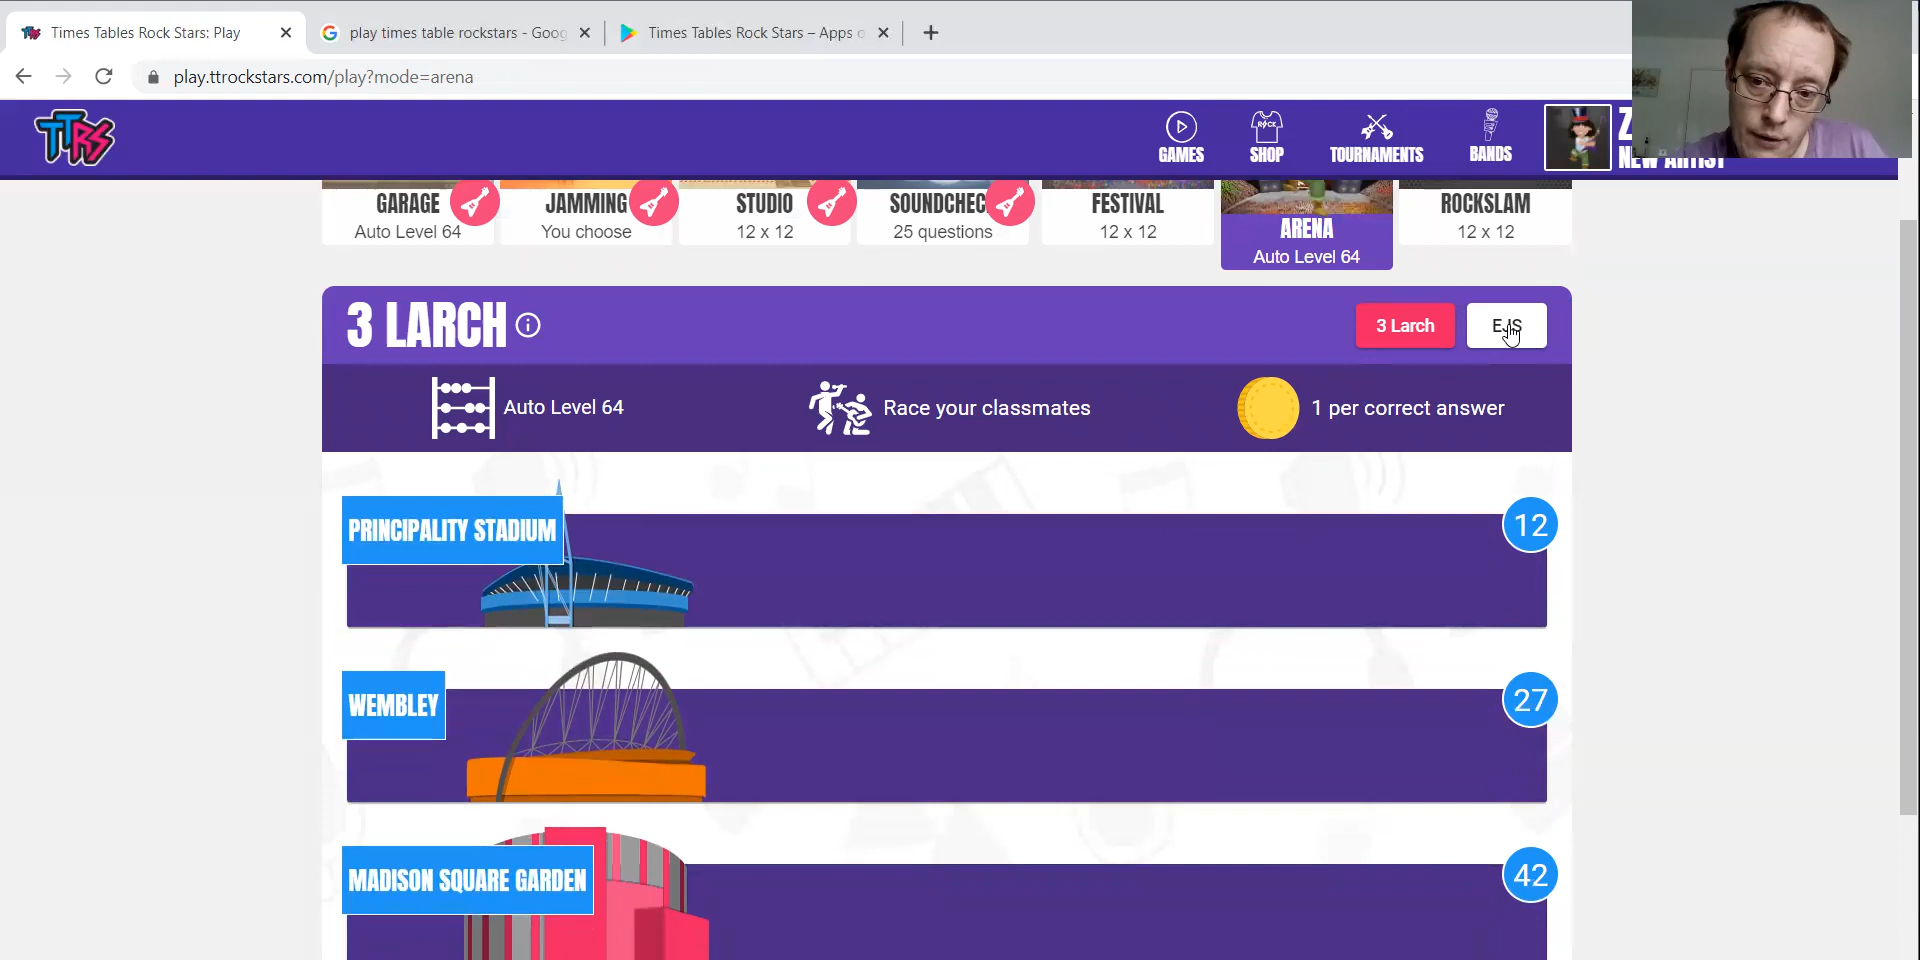 Times Tables Rock Stars: Play
play times table rockstars - Goog
Times Tables Rock Stars – Apps o
play.ttrockstars.com/play?mode=arena
TTRS
GAMES
ROCK
SHOP
TOURNAMENTS
BANDS
Z
NEW ARTIST
GARAGE
Auto Level 64
JAMMING
You choose
STUDIO
12 x 12
SOUNDCHEC
25 questions
FESTIVAL
12 x 12
ARENA
Auto Level 64
ROCKSLAM
12 x 12
3 LARCH
3 Larch
EJS
Auto Level 64
Race your classmates
1 per correct answer
PRINCIPALITY STADIUM
12
WEMBLEY
27
MADISON SQUARE GARDEN
42